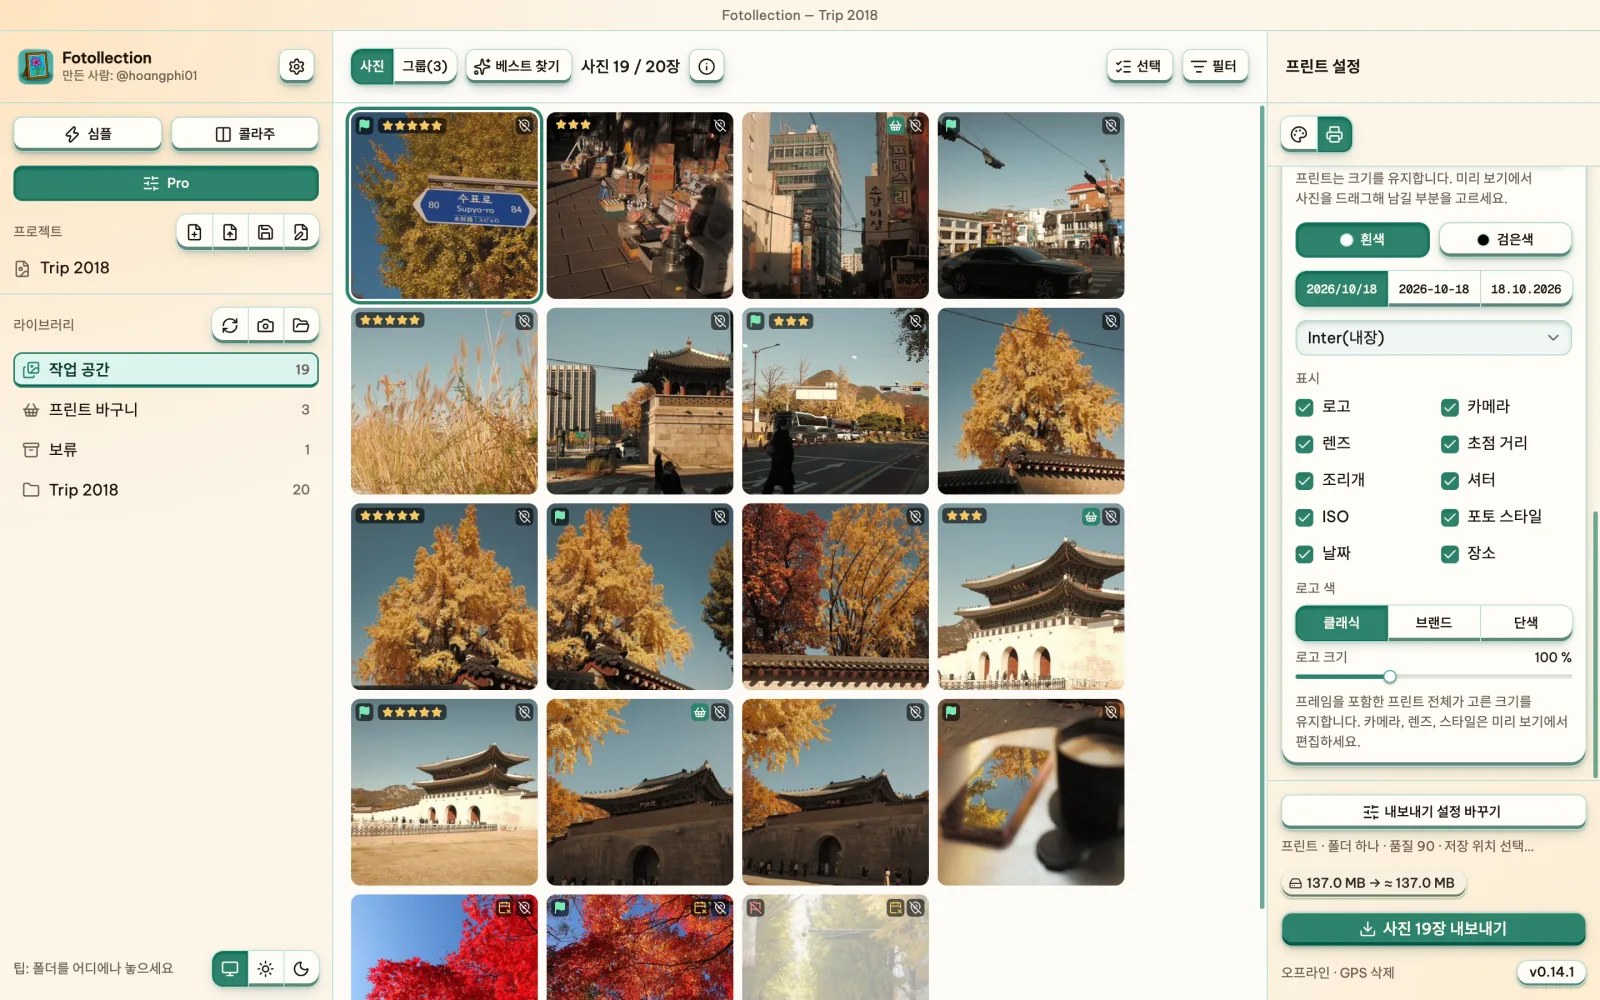 Fotollection — Trip 2018
Fotollection
만든 사람: @hoangphi01
심플
콜라주
Pro
프로젝트
Trip 2018
라이브러리
작업 공간
19
프린트 바구니
3
보류
1
Trip 2018
20
팁: 폴더를 어디에나 놓으세요
사진
그룹(3)
베스트 찾기
사진 19 / 20장
선택
필터
수표로
80
Supyo-ro
84
프린트 설정
프린트는 크기를 유지합니다. 미리 보기에서
사진을 드래그해 남길 부분을 고르세요.
흰색
검은색
2026/10/18
2026-10-18
18.10.2026
Inter(내장)
표시
로고
카메라
렌즈
초점 거리
조리개
셔터
ISO
포토 스타일
날짜
장소
로고 색
클래식
브랜드
단색
로고 크기
100 %
프레임을 포함한 프린트 전체가 고른 크기를
유지합니다. 카메라, 렌즈, 스타일은 미리 보기에서
편집하세요.
내보내기 설정 바꾸기
프린트 · 폴더 하나 · 품질 90 · 저장 위치 선택...
137.0 MB → ≈ 137.0 MB
사진 19장 내보내기
오프라인 · GPS 삭제
v0.14.1